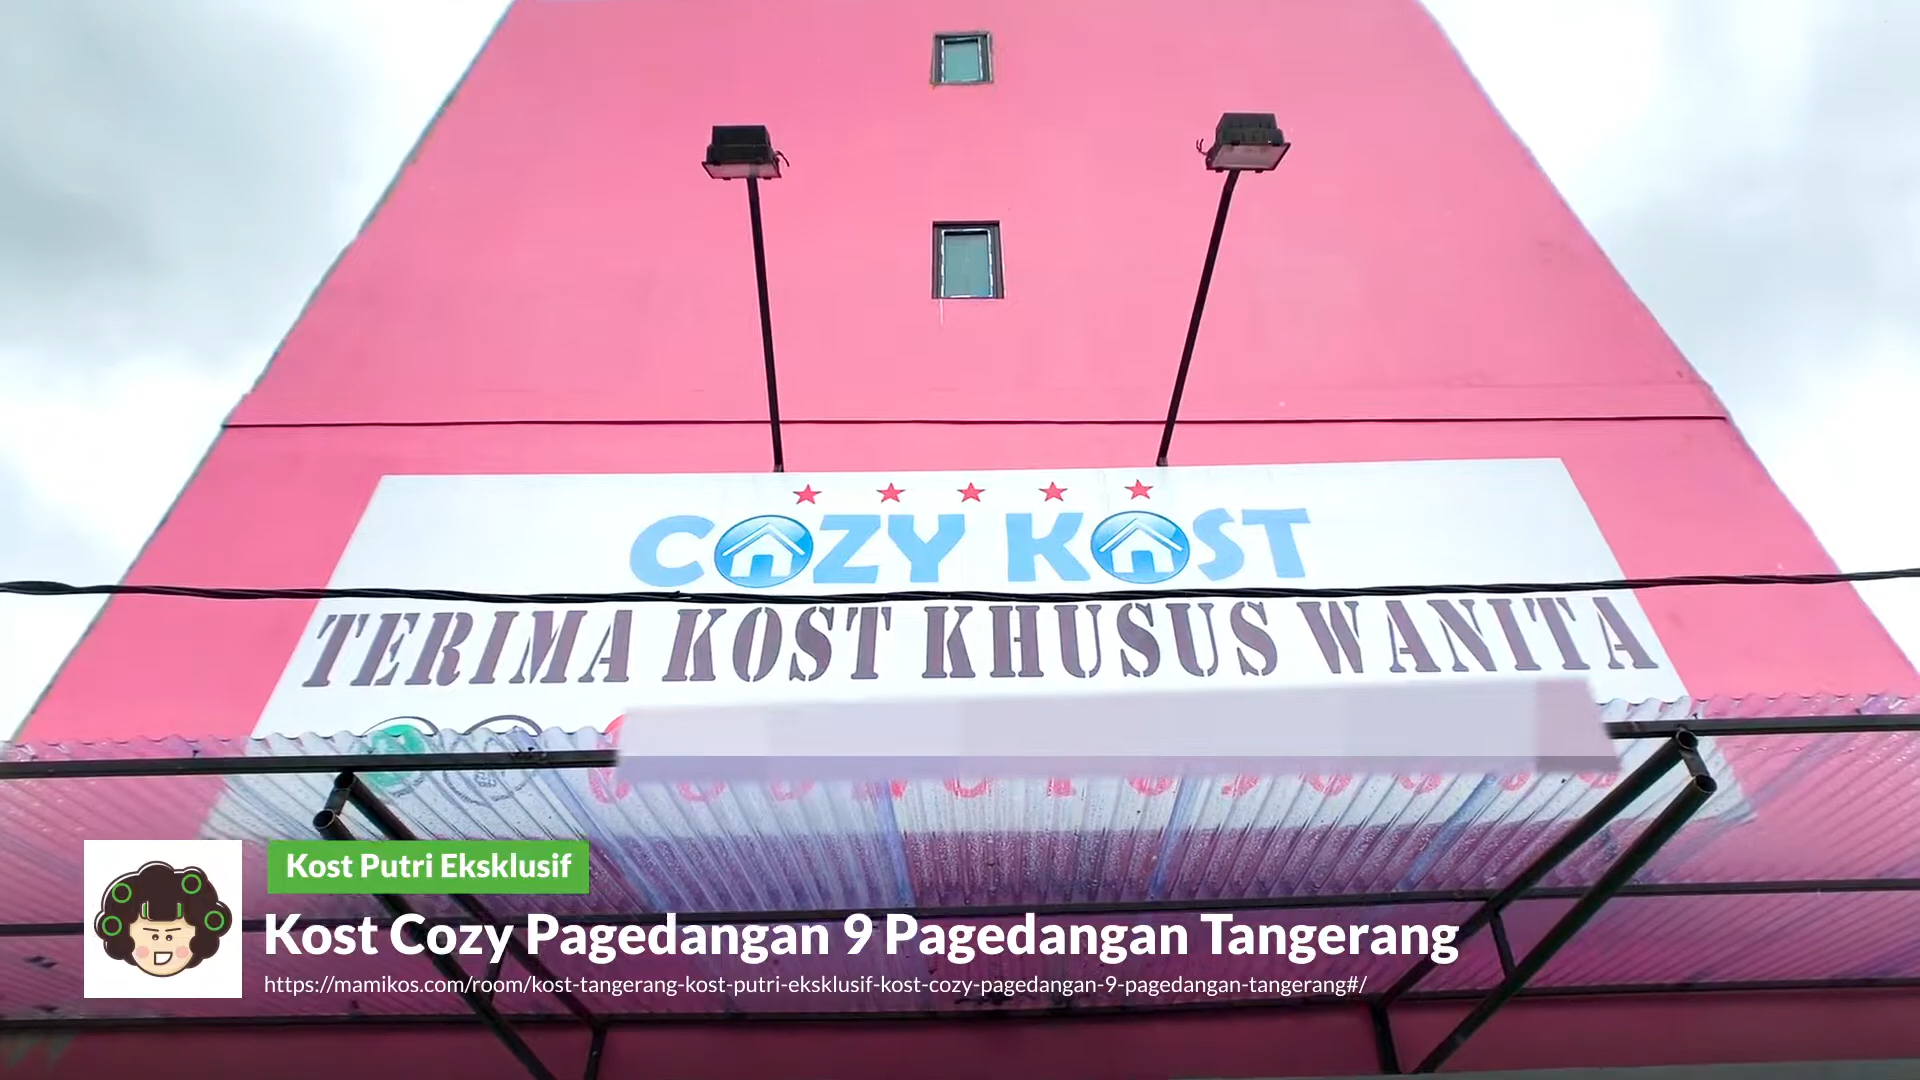 COZY KOST
TERIMA KOST KHUSUS WANITA
Kost Putri Eksklusif
Kost Cozy Pagedangan 9 Pagedangan Tangerang
https://mamikos.com/room/kost-tangerang-kost-putri-eksklusif-kost-cozy-pagedangan-9-pagedangan-tangerang#/